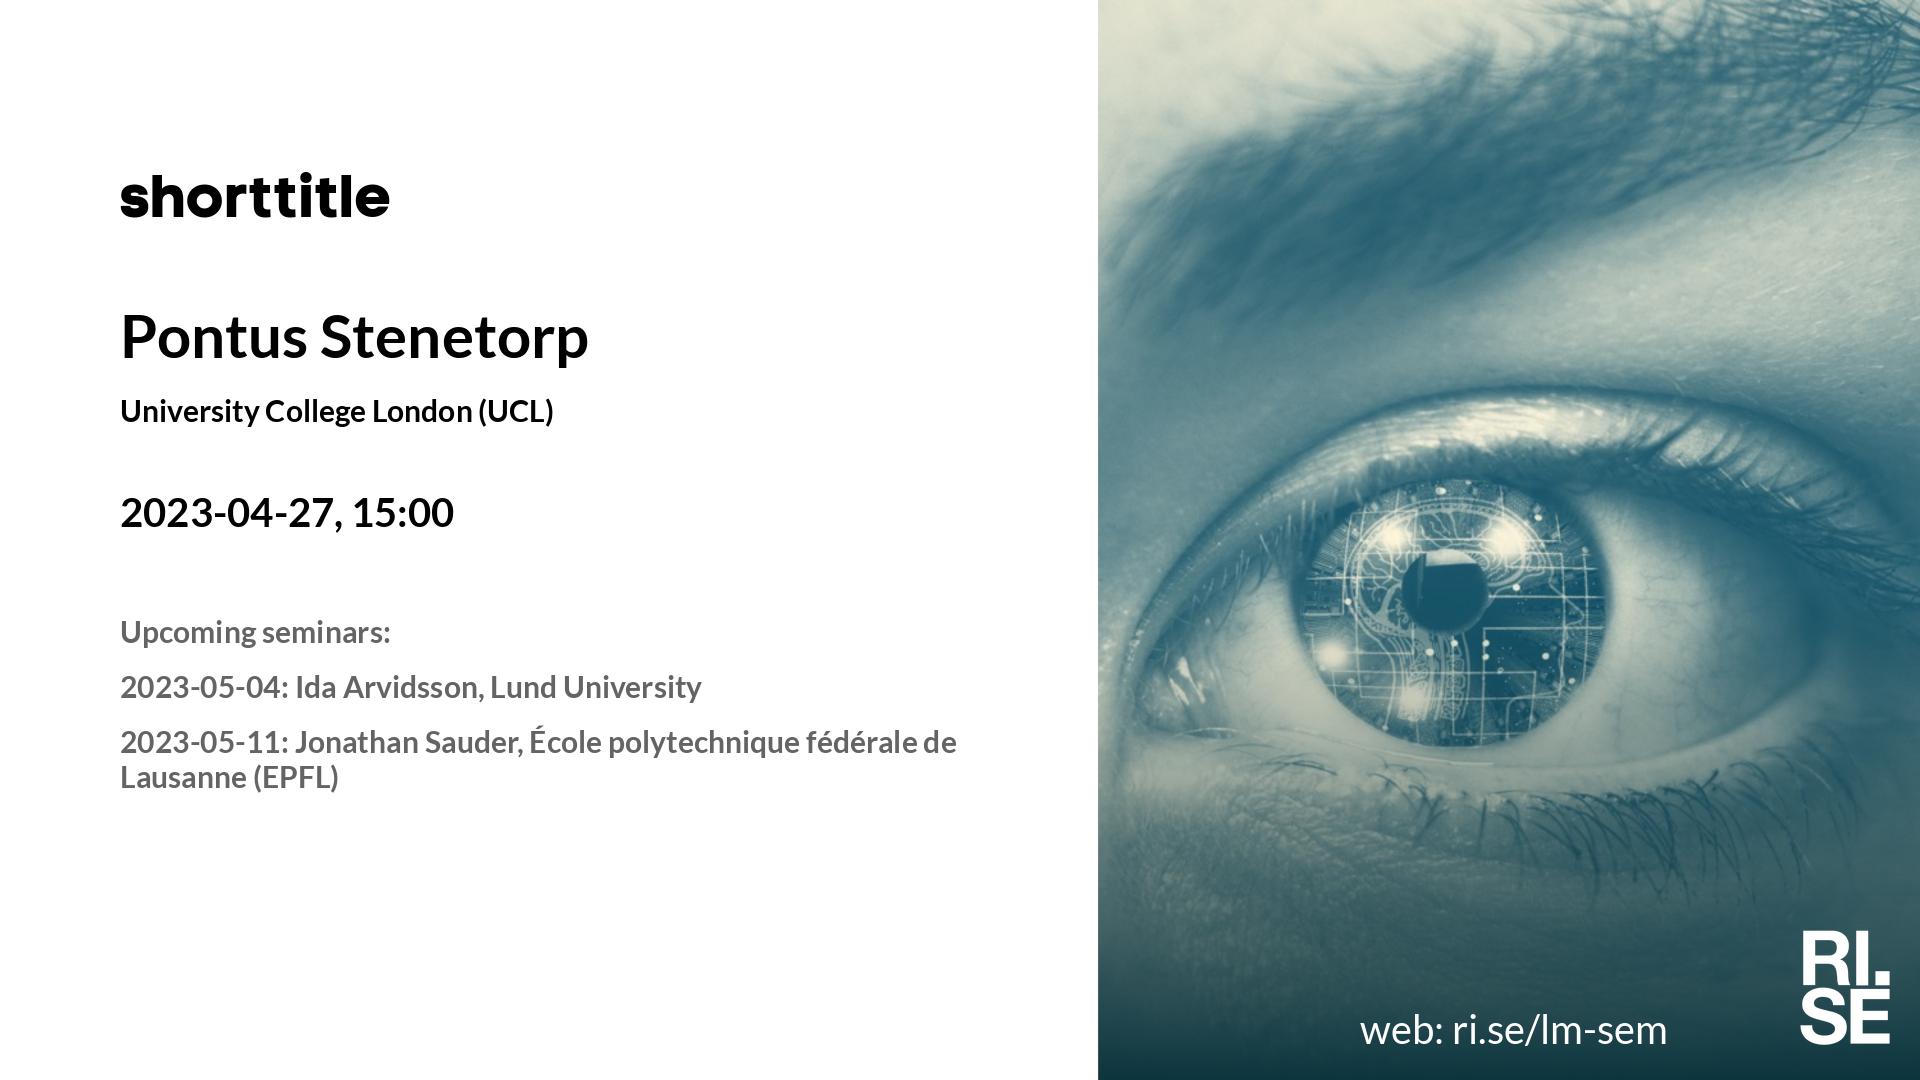 shorttitle
Pontus Stenetorp
University College London (UCL)
2023-04-27, 15:00
Upcoming seminars:
2023-05-04: Ida Arvidsson, Lund University
2023-05-11: Jonathan Sauder, École polytechnique fédérale de
Lausanne (EPFL)
web: ri.se/lm-sem
RI.
SE